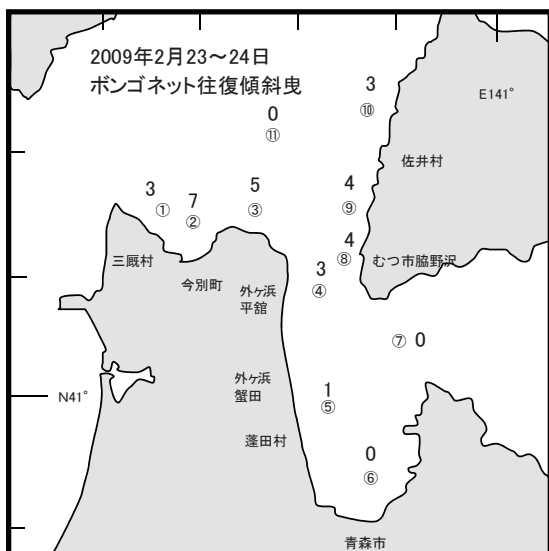 2009年2月23～24日
ボンゴネット往復傾斜曳
3
⑩
E141°
0
⑪
佐井村
3
①
7
②
5
③
4
⑨
4
⑧
三厩村
今別町
外ヶ浜
平舘
3
④
むつ市脇野沢
⑦ 0
N41°
外ヶ浜
蟹田
1
⑤
蓬田村
0
⑥
青森市